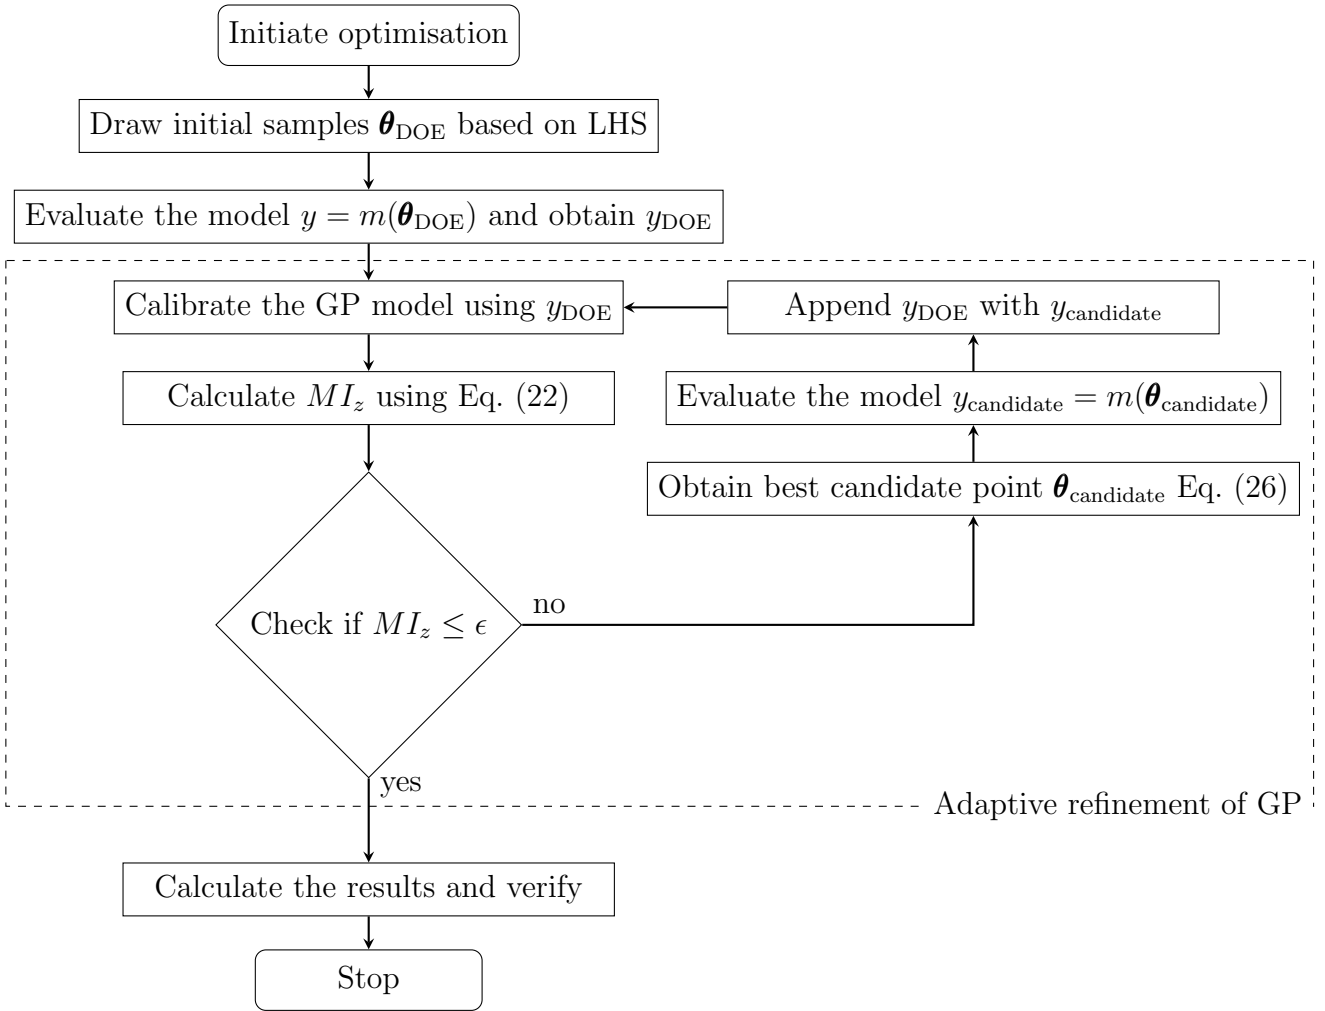 Initiate optimisation
Draw initial samples θ_DOE based on LHS
Evaluate the model y = m(θ_DOE) and obtain y_DOE
Calibrate the GP model using y_DOE
Append y_DOE with y_candidate
Calculate MI_z using Eq. (22)
Evaluate the model y_candidate = m(θ_candidate)
Obtain best candidate point θ_candidate Eq. (26)
Check if MI_z ≤ ϵ
no
yes
Adaptive refinement of GP
Calculate the results and verify
Stop